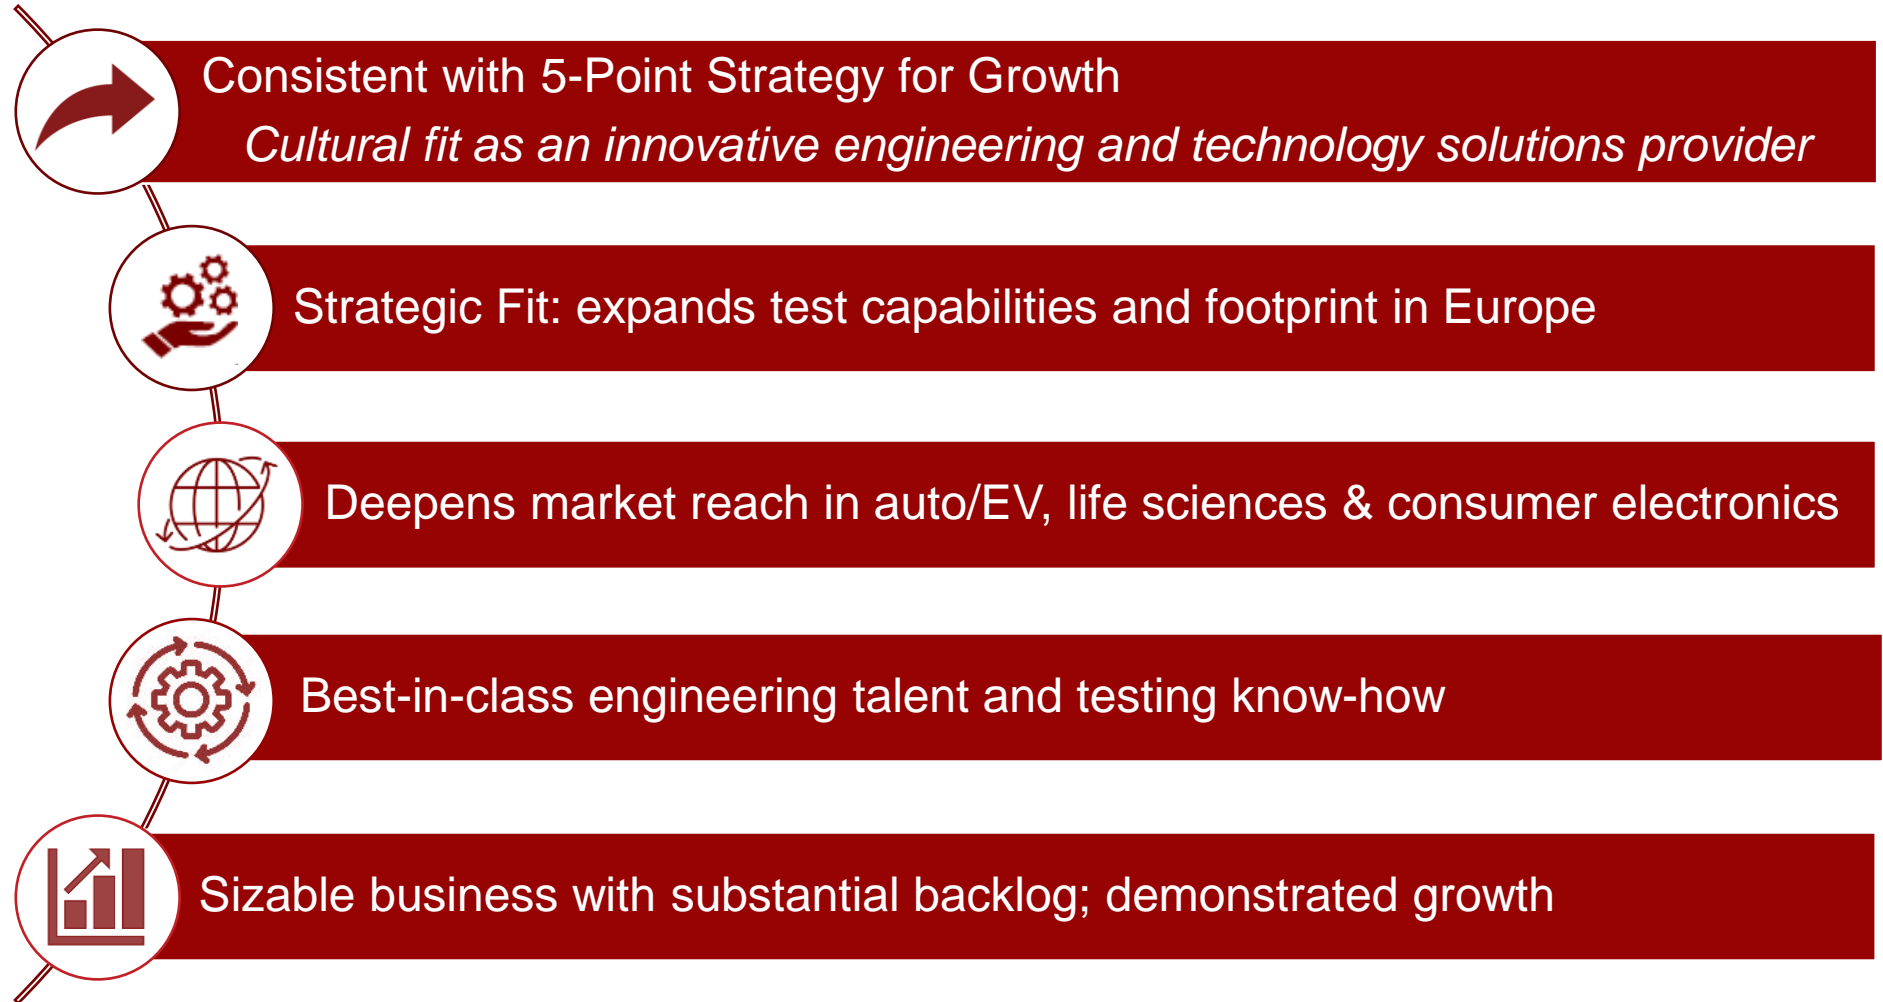 Consistent with 5-Point Strategy for Growth
Cultural fit as an innovative engineering and technology solutions provider
Strategic Fit: expands test capabilities and footprint in Europe
Deepens market reach in auto/EV, life sciences & consumer electronics
Best-in-class engineering talent and testing know-how
Sizable business with substantial backlog; demonstrated growth